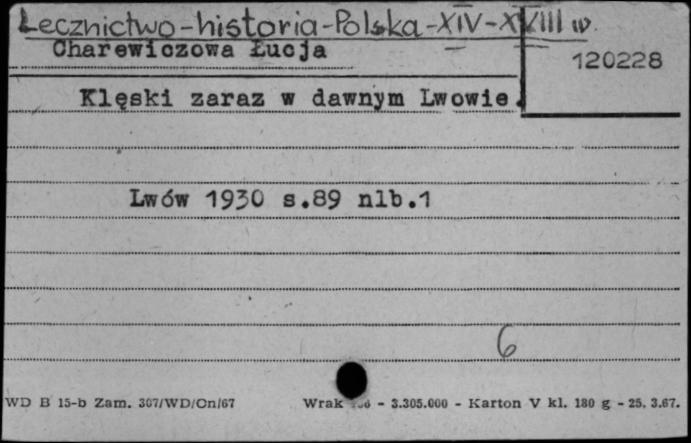 Lecznictwo-historia-Polska-XIV-XVIII w.
Charewiczowa Łucja
120228
Klęski zaraz w dawnym Lwowie.
Lwów 1930 s.89 nlb.1
6
WD B 15-b Zam. 307/WD/On/67 Wrak - 3.305.000 - Karton V kl. 180 g - 25. 3.67.